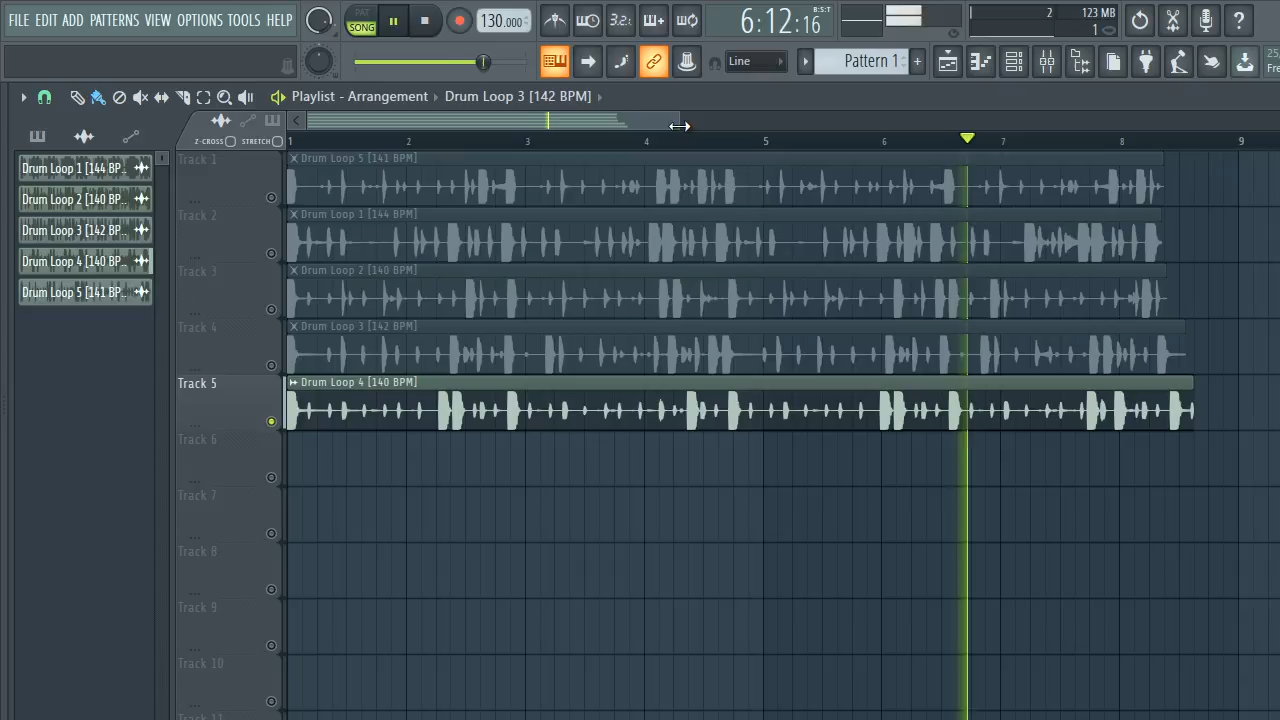 FILE EDIT ADD PATTERNS VIEW OPTIONS TOOLS HELP
PAT
SONG
130.000
3.2.
6:12:16
B:S:T
2
123 MB
1
Line
Pattern 1
25
Fre
Playlist - Arrangement
Drum Loop 3 [142 BPM]
Z-CROSS
STRETCH
1 2 3 4 5 6 7 8 9
Drum Loop 1 [144 BP..
Drum Loop 2 [140 BP..
Drum Loop 3 [142 BP..
Drum Loop 4 [140 BP..
Drum Loop 5 [141 BP..
Track 1
Drum Loop 5 [141 BPM]
Track 2
Drum Loop 1 [144 BPM]
Track 3
Drum Loop 2 [140 BPM]
Track 4
Drum Loop 3 [142 BPM]
Track 5
Drum Loop 4 [140 BPM]
Track 6
Track 7
Track 8
Track 9
Track 10
Track 11